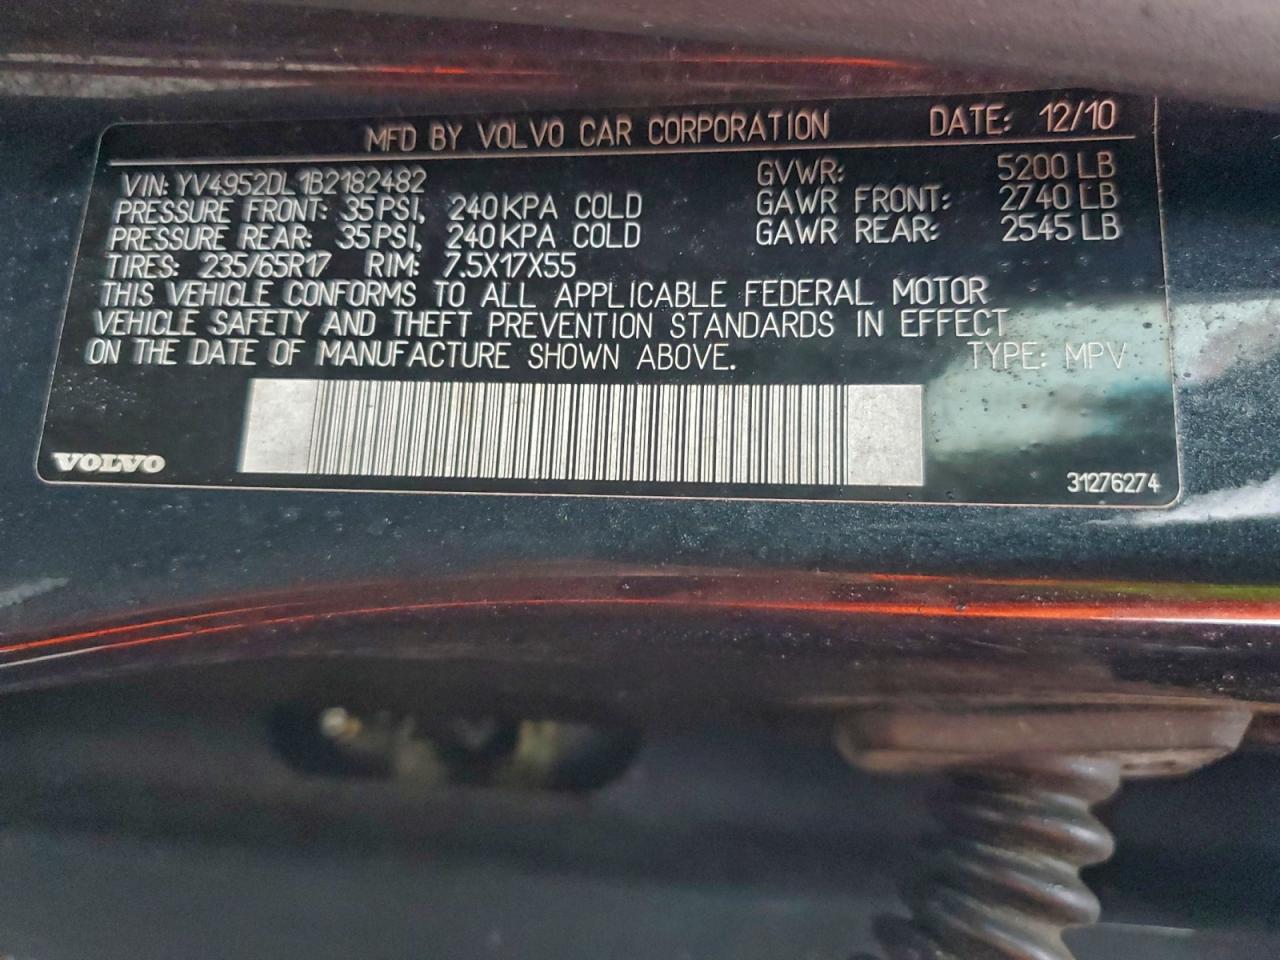 MFD BY VOLVO CAR CORPORATION DATE: 12/10
VIN: YV4952DL1B2182482 GVWR: 5200 LB
PRESSURE FRONT: 35 PSI, 240 KPA COLD GAWR FRONT: 2740 LB
PRESSURE REAR: 35 PSI, 240 KPA COLD GAWR REAR: 2545 LB
TIRES: 235/65R17 RIM: 7.5X17X55
THIS VEHICLE CONFORMS TO ALL APPLICABLE FEDERAL MOTOR
VEHICLE SAFETY AND THEFT PREVENTION STANDARDS IN EFFECT
ON THE DATE OF MANUFACTURE SHOWN ABOVE. TYPE: MPV
VOLVO
31276274